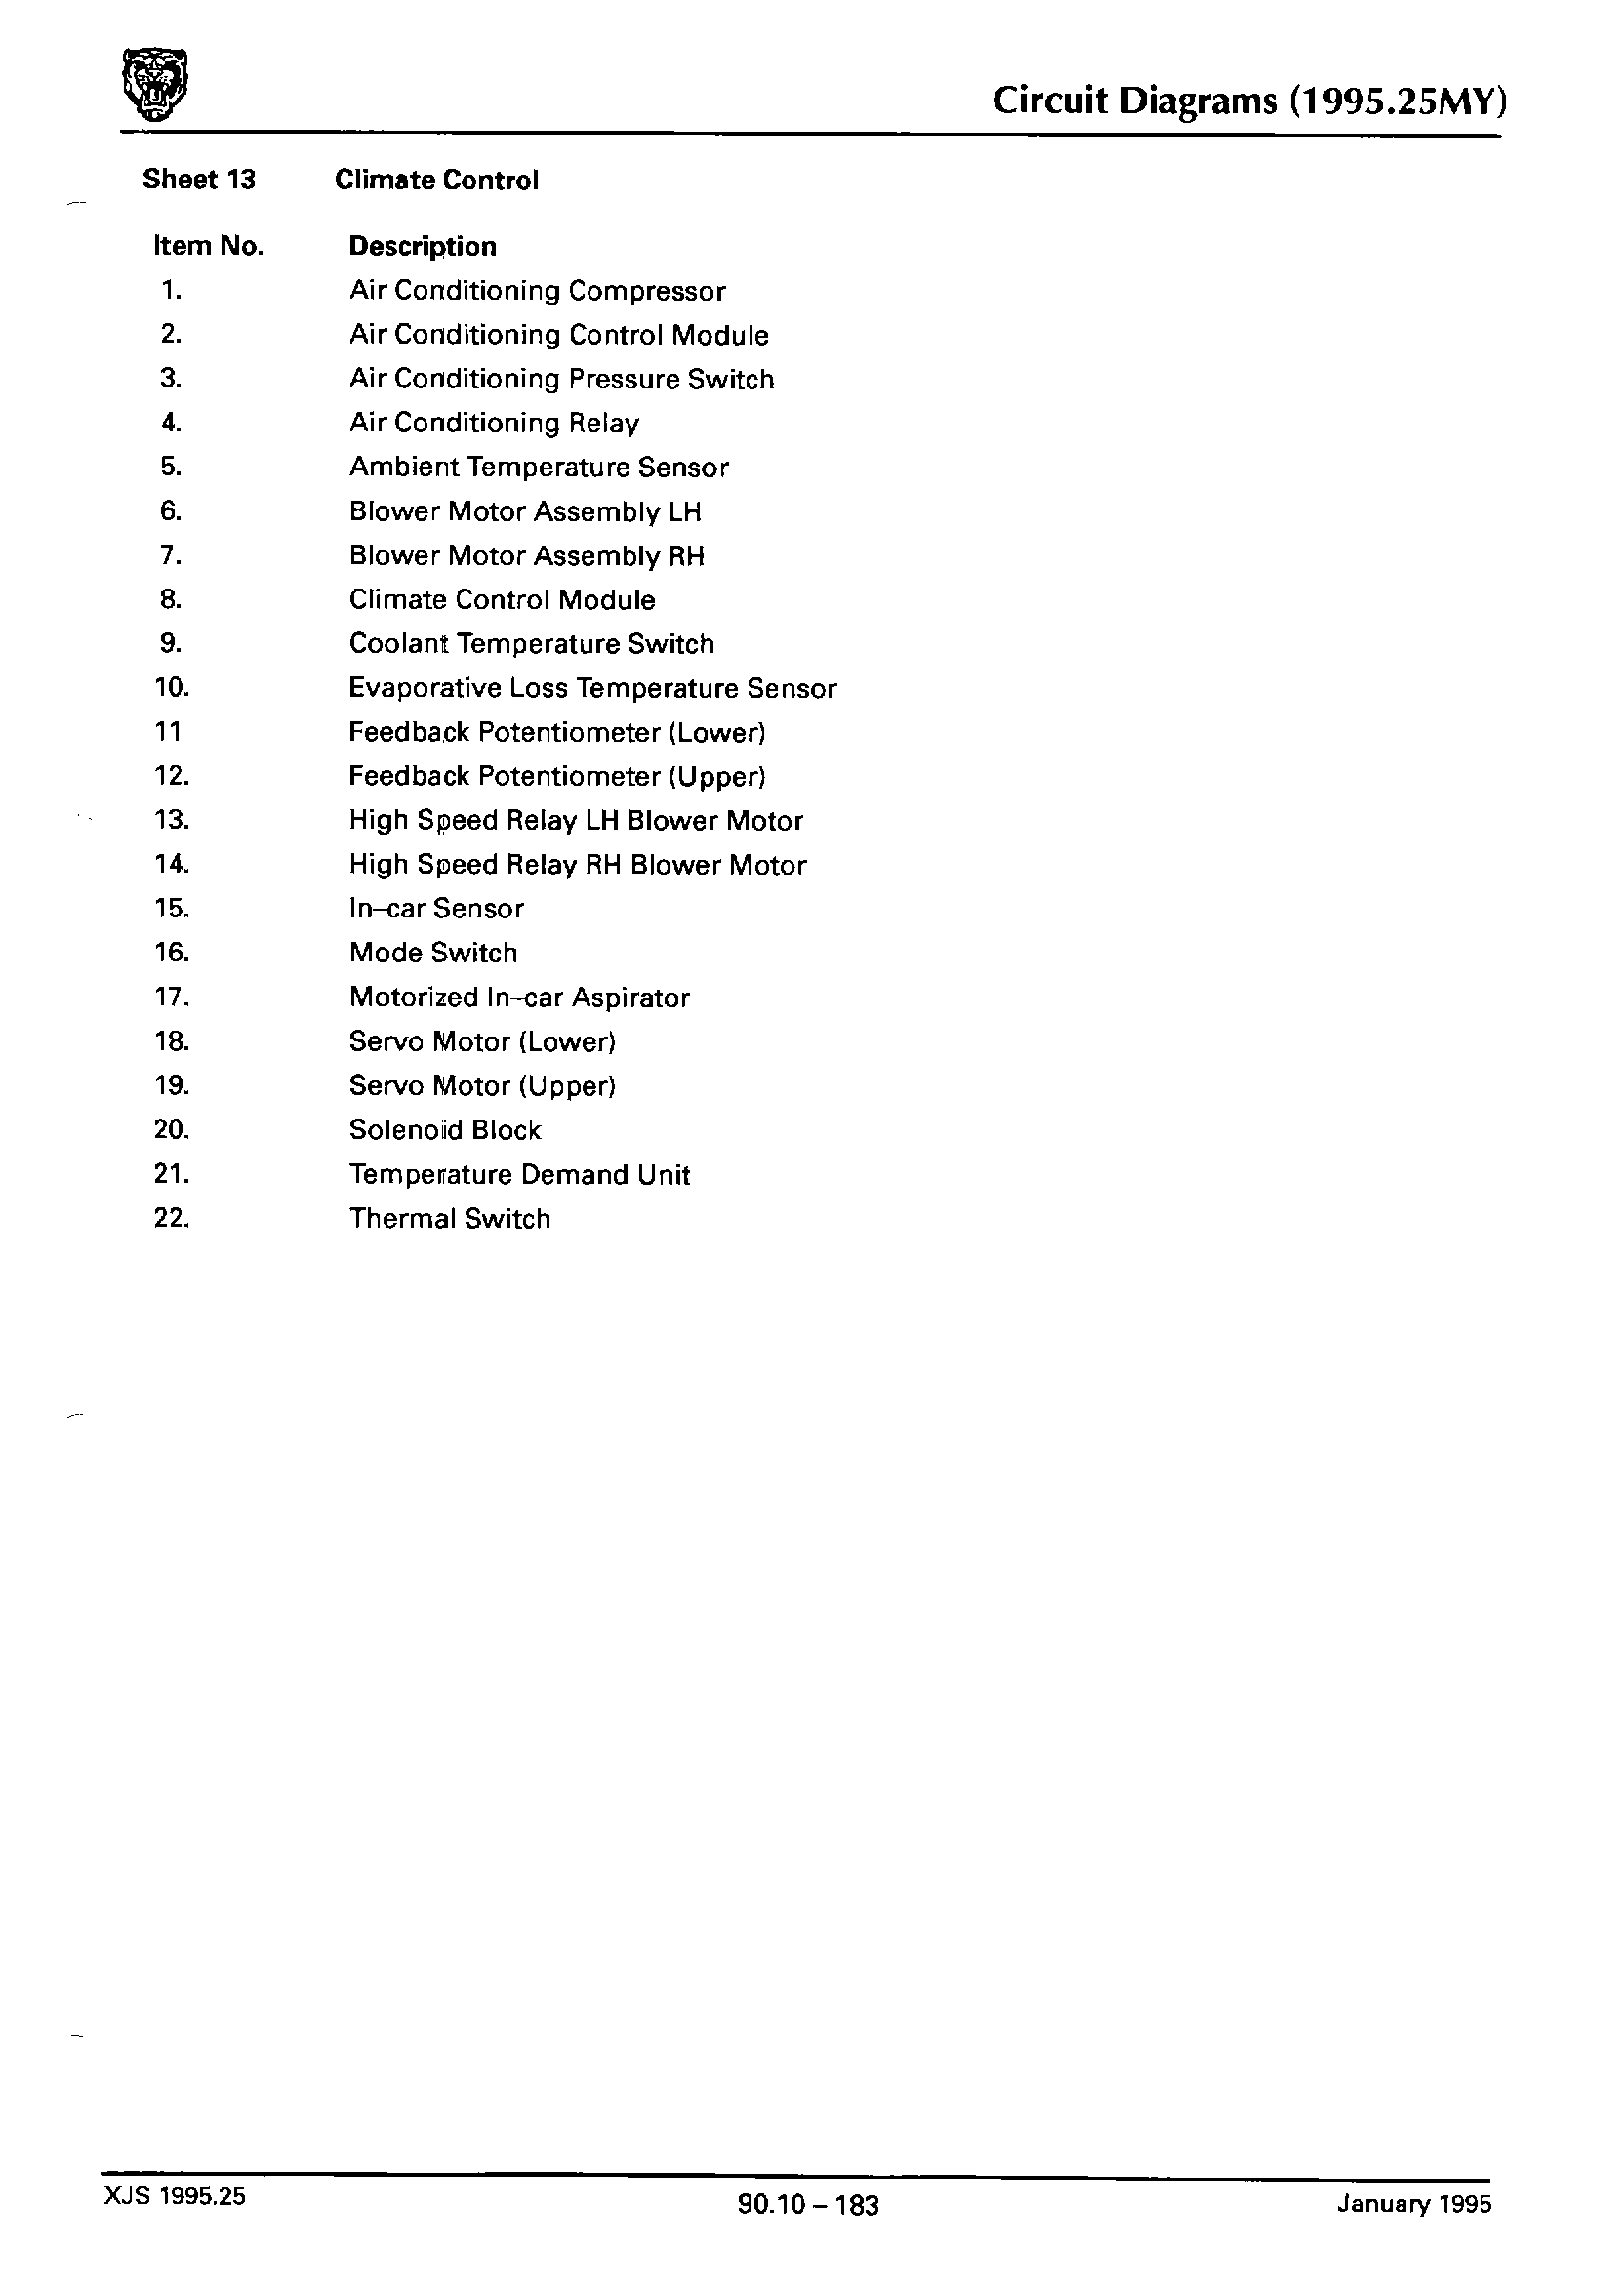 Circuit Diagrams (1995.25MY)
Sheet 13 Climate Control
Item No. Description
1. Air Conditioning Compressor
2. Air Conditioning Control Module
3. Air Conditioning Pressure Switch
4. Air Conditioning Relay
5. Ambient Temperature Sensor
6. Blower Motor Assembly LH
7. Blower Motor Assembly RH
8. Climate Control Module
9. Coolant Temperature Switch
10. Evaporative Loss Temperature Sensor
11 Feedback Potentiometer (Lower)
12. Feedback Potentiometer (Upper)
13. High Speed Relay LH Blower Motor
14. High Speed Relay RH Blower Motor
15. In–car Sensor
16. Mode Switch
17. Motorized In–car Aspirator
18. Servo Motor (Lower)
19. Servo Motor (Upper)
20. Solenoid Block
21. Temperature Demand Unit
22. Thermal Switch
XJS 1995.25 90.10 – 183 January 1995